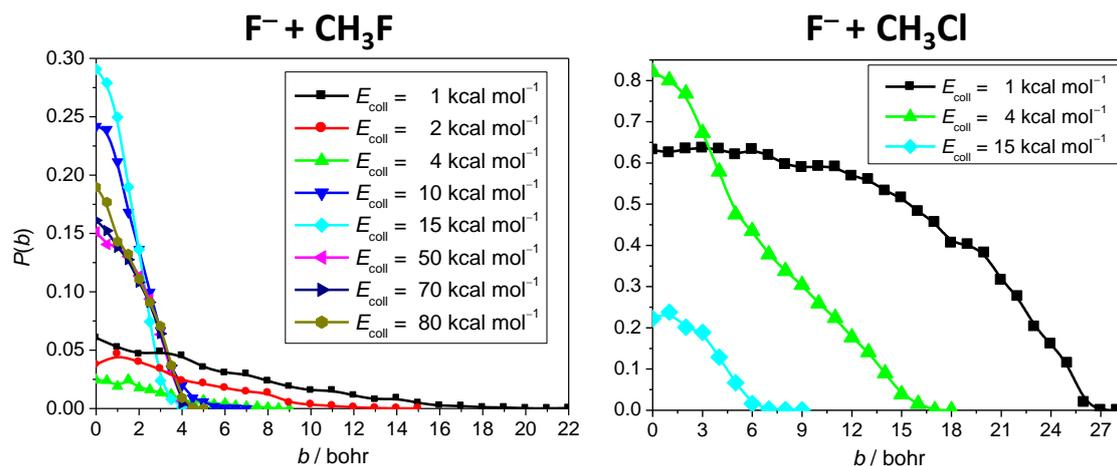 F⁻ + CH₃F
0.30
0.25
0.20
0.15
0.10
0.05
0.00
P(b)
E_coll = 1 kcal mol⁻¹
E_coll = 2 kcal mol⁻¹
E_coll = 4 kcal mol⁻¹
E_coll = 10 kcal mol⁻¹
E_coll = 15 kcal mol⁻¹
E_coll = 50 kcal mol⁻¹
E_coll = 70 kcal mol⁻¹
E_coll = 80 kcal mol⁻¹
0 2 4 6 8 10 12 14 16 18 20 22
b / bohr
F⁻ + CH₃Cl
0.8
0.7
0.6
0.5
0.4
0.3
0.2
0.1
0.0
E_coll = 1 kcal mol⁻¹
E_coll = 4 kcal mol⁻¹
E_coll = 15 kcal mol⁻¹
0 3 6 9 12 15 18 21 24 27
b / bohr